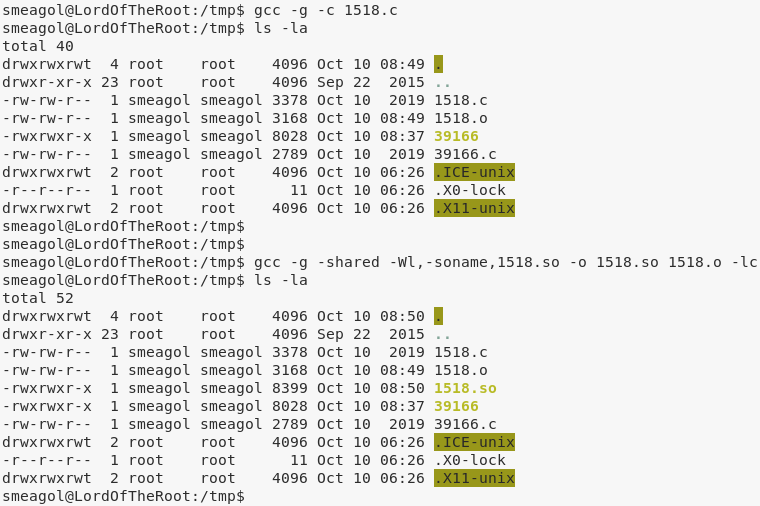 smeagol@LordOfTheRoot:/tmp$ gcc -g -c 1518.c
smeagol@LordOfTheRoot:/tmp$ ls -la
total 40
drwxrwxrwt  4 root    root    4096 Oct 10 08:49 .
drwxr-xr-x 23 root    root    4096 Sep 22  2015 ..
-rw-rw-r--  1 smeagol smeagol 3378 Oct 10  2019 1518.c
-rw-rw-r--  1 smeagol smeagol 3168 Oct 10 08:49 1518.o
-rwxrwxr-x  1 smeagol smeagol 8028 Oct 10 08:37 39166
-rw-rw-r--  1 smeagol smeagol 2789 Oct 10  2019 39166.c
drwxrwxrwt  2 root    root    4096 Oct 10 06:26 .ICE-unix
-r--r--r--  1 root    root      11 Oct 10 06:26 .X0-lock
drwxrwxrwt  2 root    root    4096 Oct 10 06:26 .X11-unix
smeagol@LordOfTheRoot:/tmp$
smeagol@LordOfTheRoot:/tmp$
smeagol@LordOfTheRoot:/tmp$ gcc -g -shared -Wl,-soname,1518.so -o 1518.so 1518.o -lc
smeagol@LordOfTheRoot:/tmp$ ls -la
total 52
drwxrwxrwt  4 root    root    4096 Oct 10 08:50 .
drwxr-xr-x 23 root    root    4096 Sep 22  2015 ..
-rw-rw-r--  1 smeagol smeagol 3378 Oct 10  2019 1518.c
-rw-rw-r--  1 smeagol smeagol 3168 Oct 10 08:49 1518.o
-rwxrwxr-x  1 smeagol smeagol 8399 Oct 10 08:50 1518.so
-rwxrwxr-x  1 smeagol smeagol 8028 Oct 10 08:37 39166
-rw-rw-r--  1 smeagol smeagol 2789 Oct 10  2019 39166.c
drwxrwxrwt  2 root    root    4096 Oct 10 06:26 .ICE-unix
-r--r--r--  1 root    root      11 Oct 10 06:26 .X0-lock
drwxrwxrwt  2 root    root    4096 Oct 10 06:26 .X11-unix
smeagol@LordOfTheRoot:/tmp$